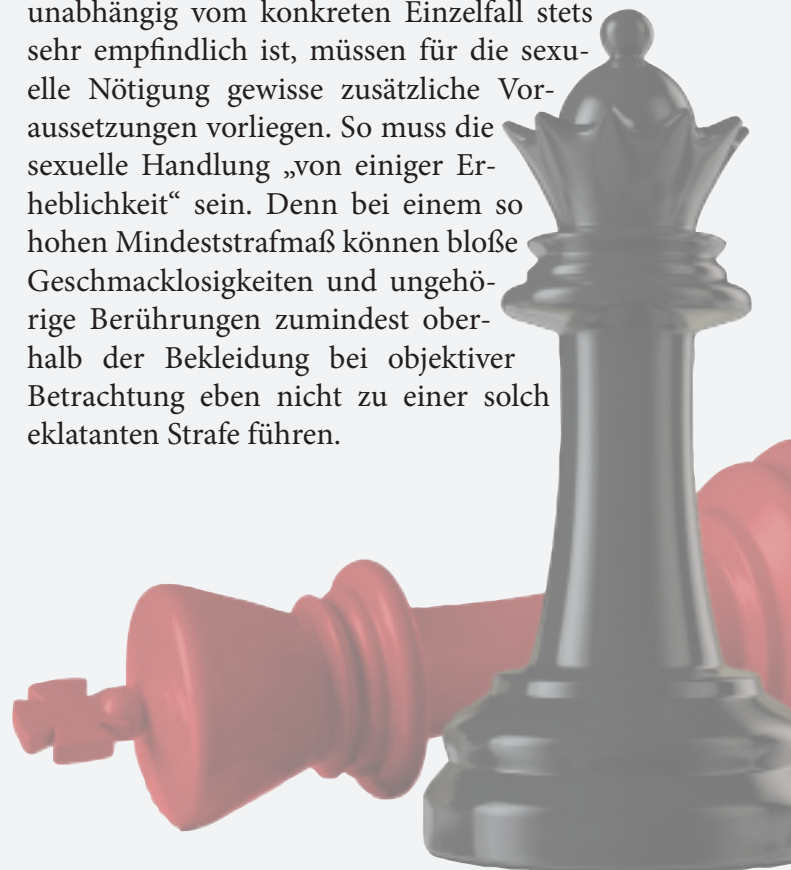 unabhängig vom konkreten Einzelfall stets
sehr empfindlich ist, müssen für die sexu-
elle Nötigung gewisse zusätzliche Vor-
aussetzungen vorliegen. So muss die
sexuelle Handlung „von einiger Er-
heblichkeit“ sein. Denn bei einem so
hohen Mindeststrafmaß können bloße
Geschmacklosigkeiten und ungehö-
rige Berührungen zumindest ober-
halb der Bekleidung bei objektiver
Betrachtung eben nicht zu einer solch
eklatanten Strafe führen.